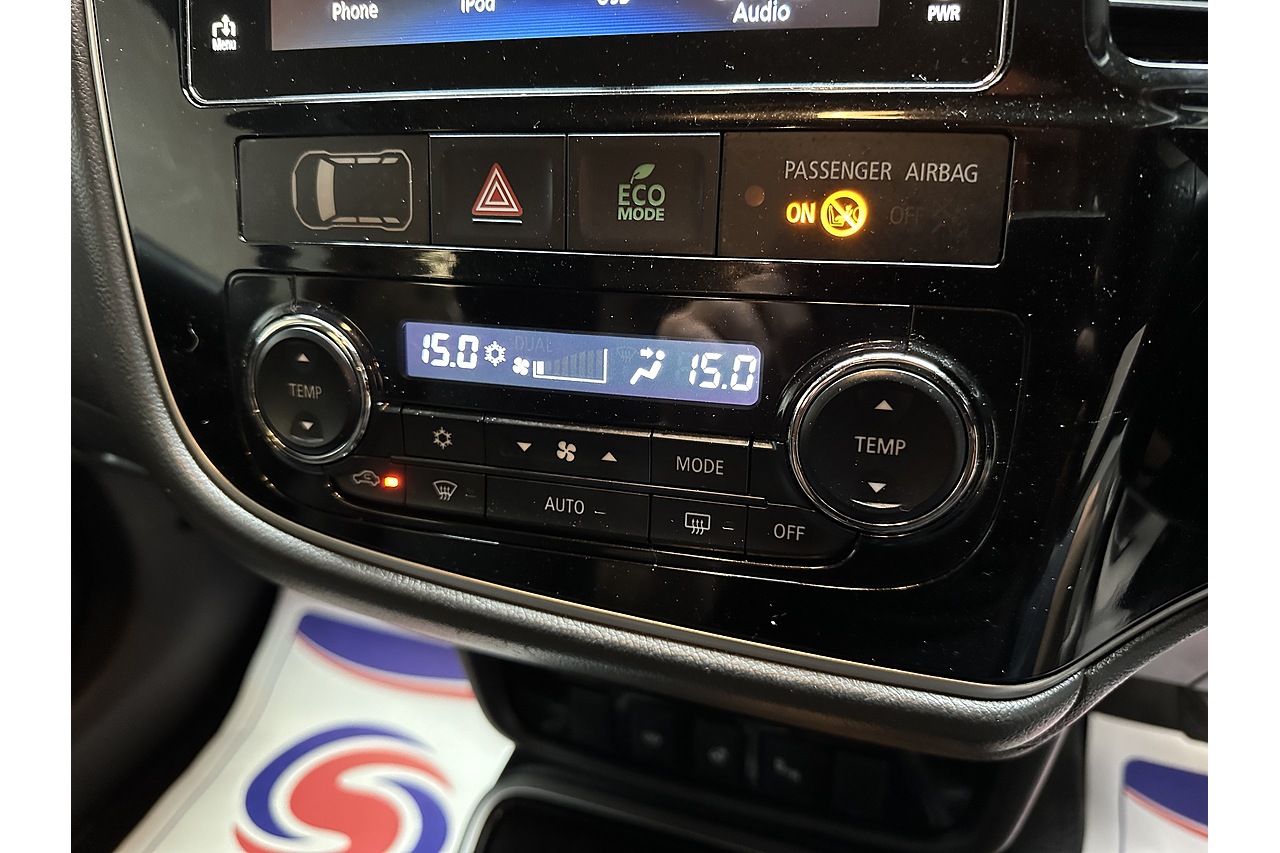 Phone iPod USB Audio
Menu
PWR
ECO
MODE
PASSENGER AIRBAG
ON OFF
15.0 DUAL 15.0
TEMP
TEMP
MODE
AUTO
OFF